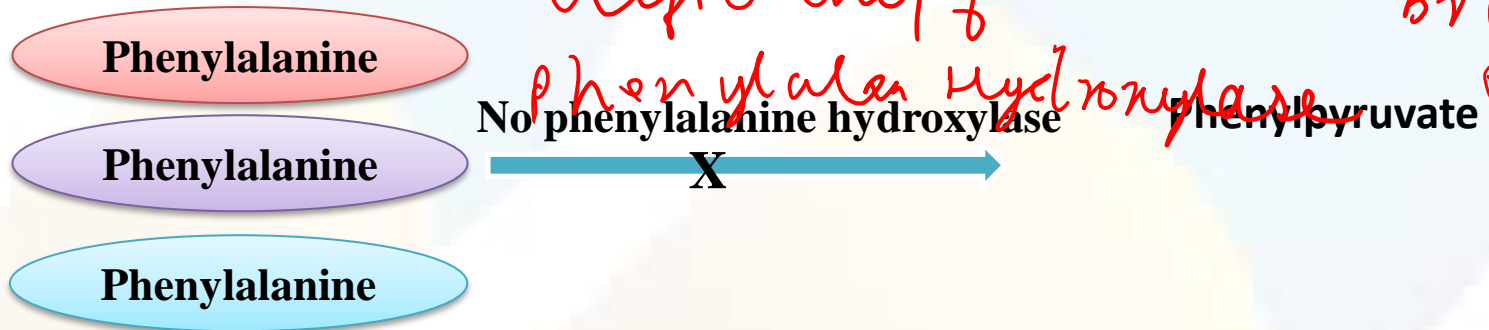 Phenylalanine
phenylalan Hydroxylase
No phenylalanine hydroxylase
Phenylpyruvate
Phenylalanine
X
Phenylalanine